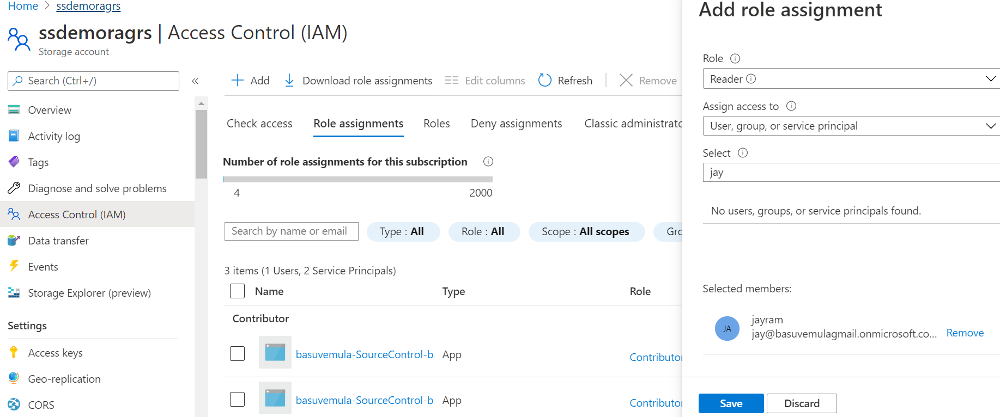 Home > ssdemoragrs
ssdemoragrs | Access Control (IAM)
Storage account
Search (Ctrl+/)
«
Overview
Activity log
Tags
Diagnose and solve problems
Access Control (IAM)
Data transfer
Events
Storage Explorer (preview)
Settings
Access keys
Geo-replication
CORS
Add
Download role assignments
Edit columns
Refresh
Remove
Check access
Role assignments
Roles
Deny assignments
Classic administrato
Number of role assignments for this subscription
4
2000
Search by name or email
Type : All
Role : All
Scope : All scopes
Gro
3 items (1 Users, 2 Service Principals)
Name
Type
Role
Contributor
basuvemula-SourceControl-b.
App
Contributor
basuvemula-SourceControl-b.
App
Contributor
Add role assignment
Role
Reader
Assign access to
User, group, or service principal
Select
jay
No users, groups, or service principals found.
Selected members:
JA
jayram
jay@basuvemulagmail.onmicrosoft.co...
Remove
Save
Discard